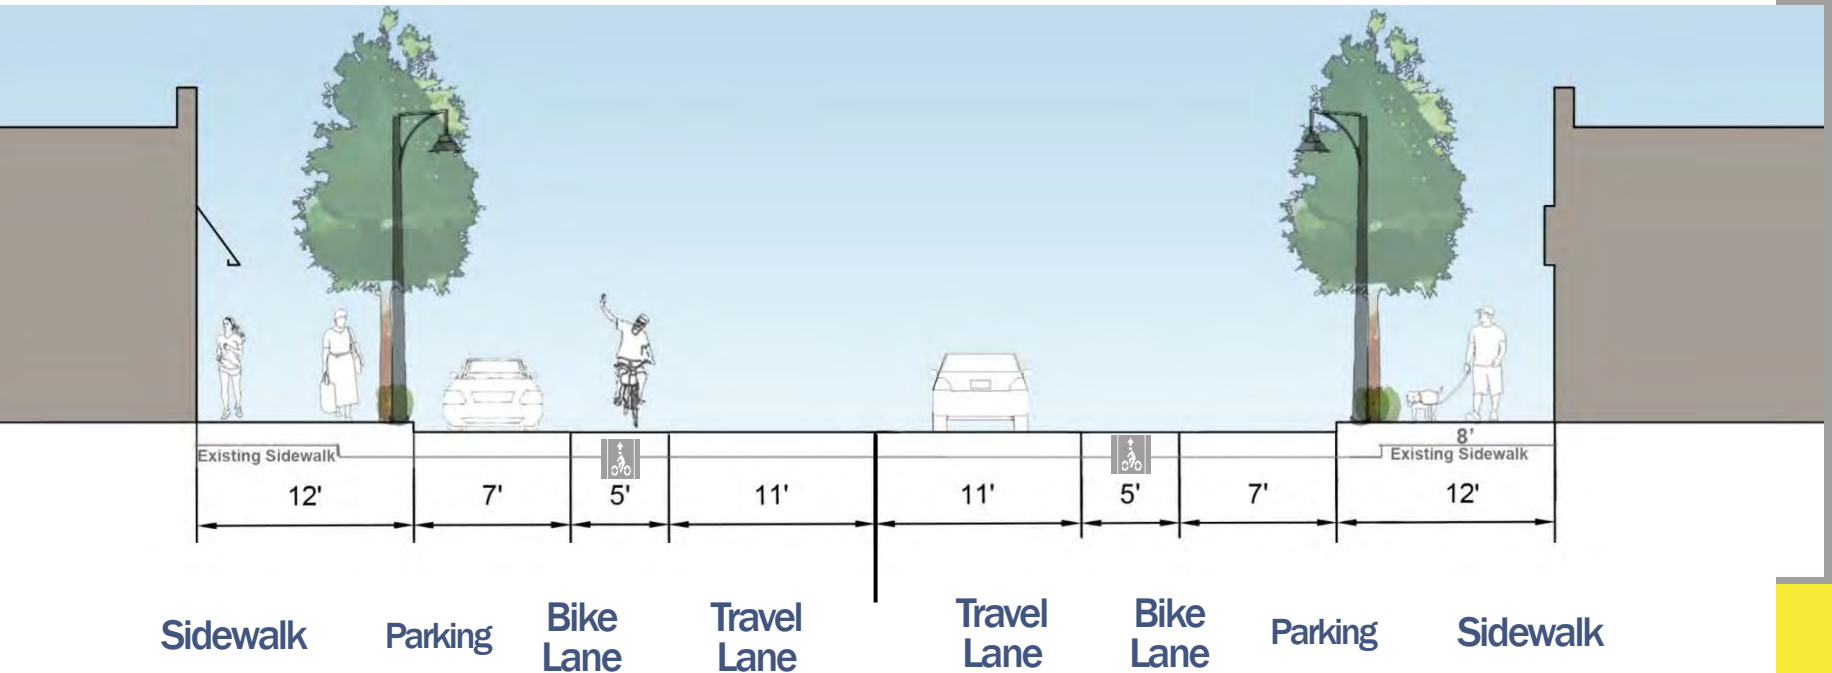 8'
Existing Sidewalk
Existing Sidewalk
12'
7'
5'
11'
11'
5'
7'
12'
Sidewalk
Parking
Bike
Lane
Travel
Lane
Travel
Lane
Bike
Lane
Parking
Sidewalk